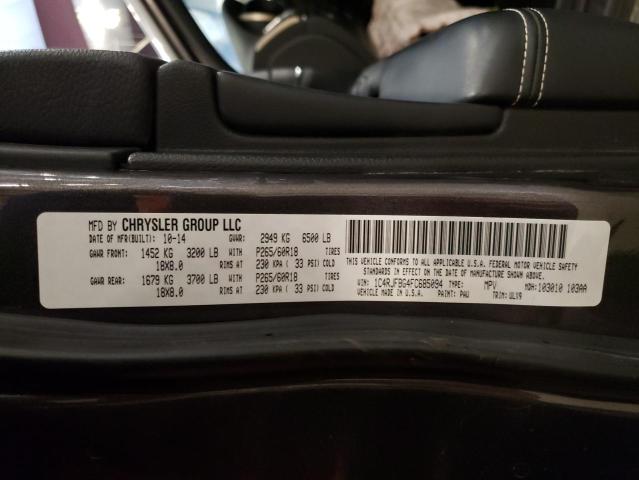 MFD BY CHRYSLER GROUP LLC
DATE OF MFR(BUILT): 10-14 GVWR: 2949 KG 6500 LB
GAWR FRONT: 1452 KG 3200 LB WITH P265/60R18 TIRES
18X8.0 RIMS AT 230 KPA ( 33 PSI) COLD
GAWR REAR: 1679 KG 3700 LB WITH P265/60R18 TIRES
18X8.0 RIMS AT 230 KPA ( 33 PSI) COLD
THIS VEHICLE CONFORMS TO ALL APPLICABLE U.S.A. FEDERAL MOTOR VEHICLE SAFETY
STANDARDS IN EFFECT ON THE DATE OF MANUFACTURE SHOWN ABOVE.
VIN: 1C4RJFBG4FC685094 TYPE: MPV MDH: 103010 103AA
VEHICLE MADE IN U.S.A. PAINT: PAU TRIM: ULV9